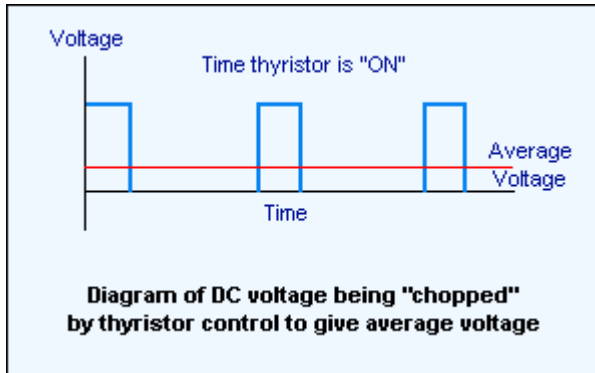 Voltage
Time thyristor is "ON"
Average
Voltage
Time
Diagram of DC voltage being "chopped"
by thyristor control to give average voltage